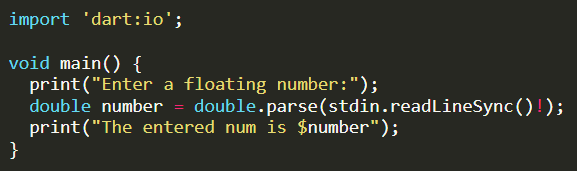 import 'dart:io';

void main() {
  print("Enter a floating number:");
  double number = double.parse(stdin.readLineSync()!);
  print("The entered num is $number");
}